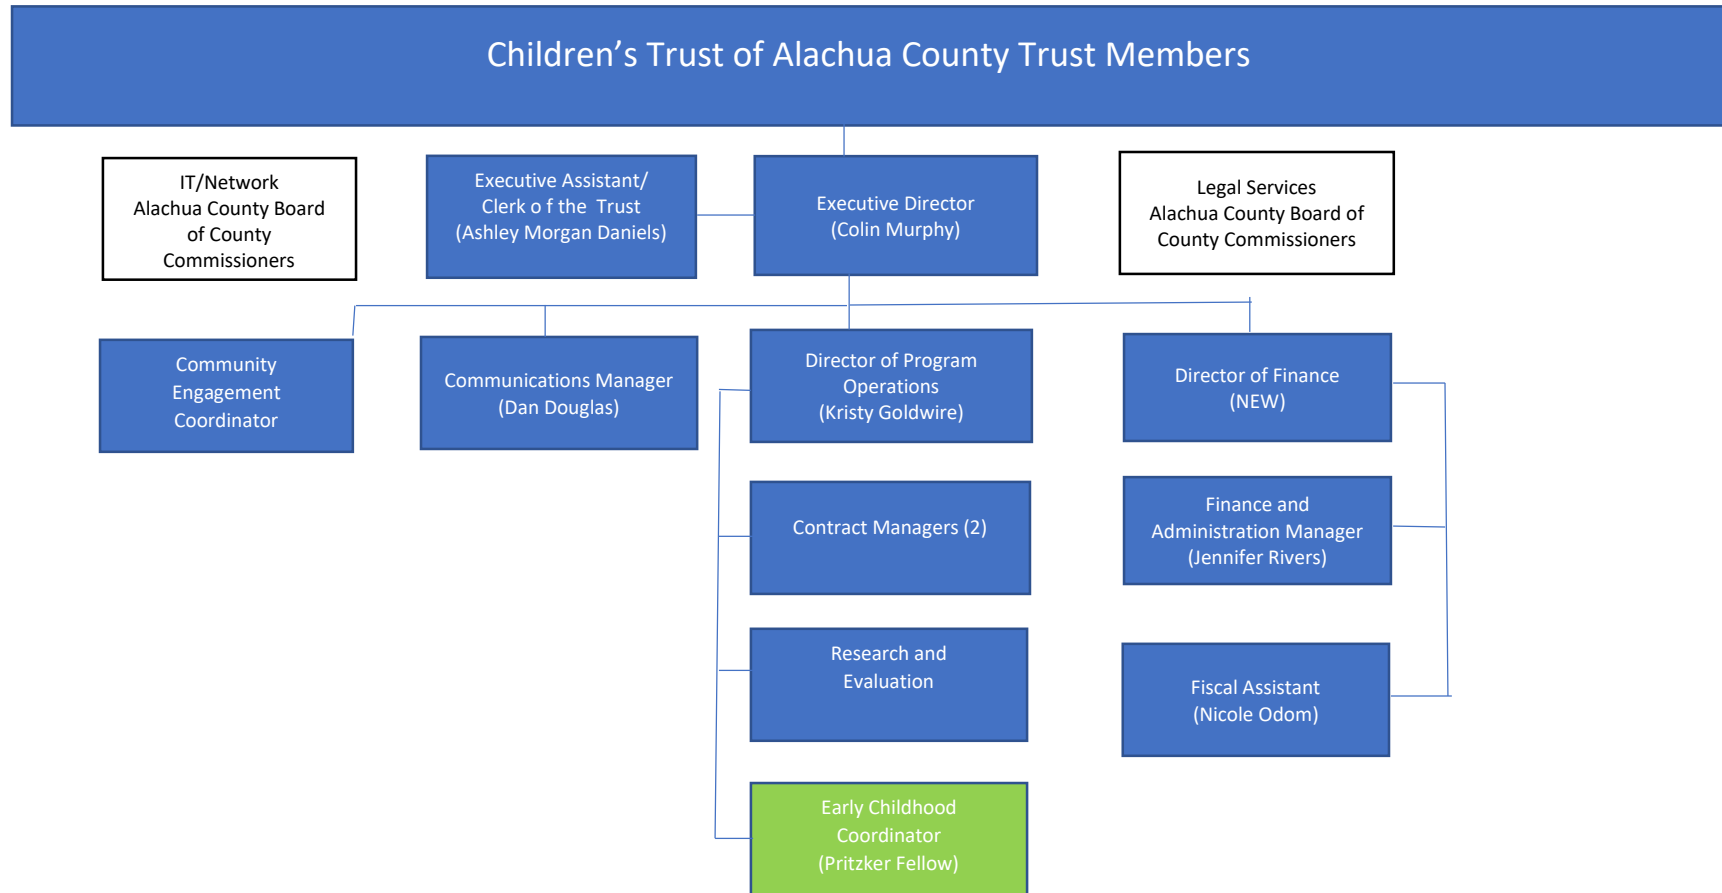 Children’s Trust of Alachua County Trust Members
IT/Network
Alachua County Board
of County
Commissioners
Executive Assistant/
Clerk o f the Trust
(Ashley Morgan Daniels)
Executive Director
(Colin Murphy)
Legal Services
Alachua County Board of
County Commissioners
Community
Engagement
Coordinator
Communications Manager
(Dan Douglas)
Director of Program
Operations
(Kristy Goldwire)
Director of Finance
(NEW)
Contract Managers (2)
Finance and
Administration Manager
(Jennifer Rivers)
Research and
Evaluation
Fiscal Assistant
(Nicole Odom)
Early Childhood
Coordinator
(Pritzker Fellow)